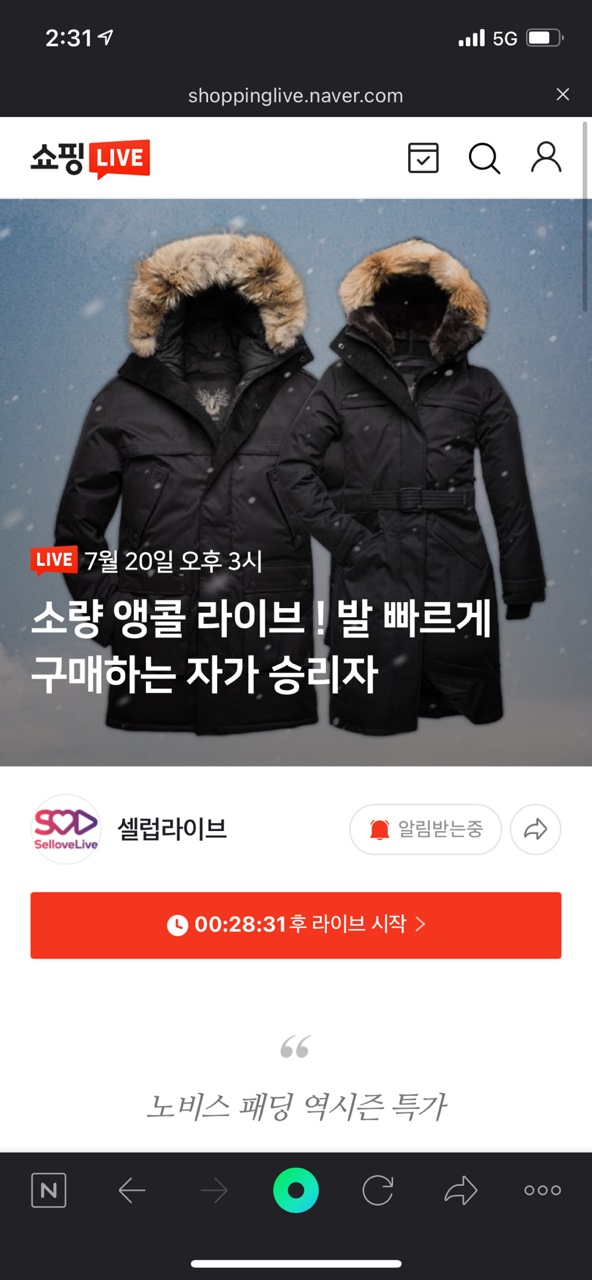 2:31
5G
shoppinglive.naver.com
쇼핑 LIVE
LIVE 7월 20일 오후 3시
소량 앵콜 라이브 ! 발 빠르게
구매하는 자가 승리자
SelloveLive
셀럽라이브
알림받는중
00:28:31후 라이브 시작
“
노비스 패딩 역시즌 특가
N